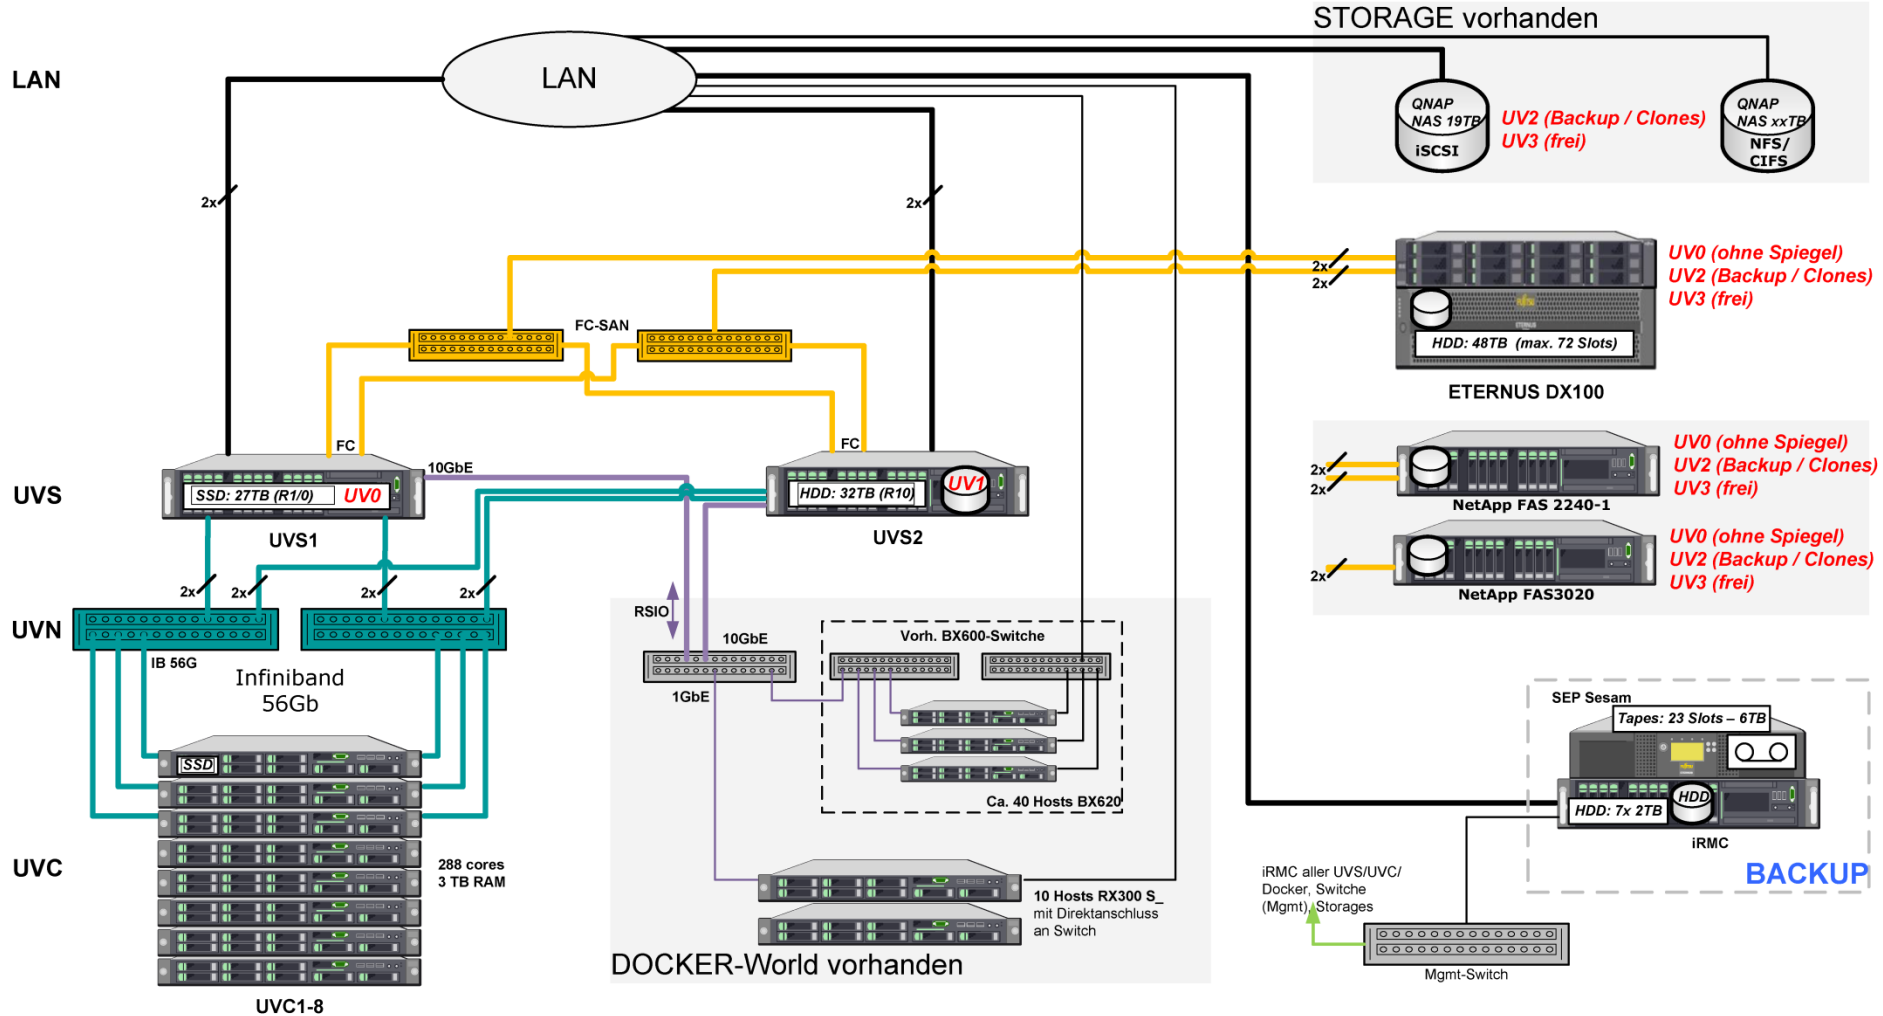 STORAGE vorhanden
LAN
LAN
QNAP
NAS 19TB
iSCSI
UV2 (Backup / Clones)
UV3 (frei)
QNAP
NAS xxTB
NFS/
CIFS
2x
2x
2x
2x
UV0 (ohne Spiegel)
UV2 (Backup / Clones)
UV3 (frei)
HDD: 48TB (max. 72 Slots)
ETERNUS DX100
FC-SAN
FC
FC
10GbE
UVS
SSD: 27TB (R1/0)
UV0
UVS1
HDD: 32TB (R10)
UV1
UVS2
2x
2x
UV0 (ohne Spiegel)
UV2 (Backup / Clones)
UV3 (frei)
NetApp FAS 2240-1
2x
UV0 (ohne Spiegel)
UV2 (Backup / Clones)
UV3 (frei)
NetApp FAS3020
2x
2x
2x
2x
UVN
IB 56G
Infiniband
56Gb
RSIO
10GbE
1GbE
Vorh. BX600-Switche
Ca. 40 Hosts BX620
SSD
UVC
288 cores
3 TB RAM
UVC1-8
10 Hosts RX300 S_
mit Direktanschluss
an Switch
DOCKER-World vorhanden
SEP Sesam
Tapes: 23 Slots – 6TB
HDD: 7x 2TB
HDD
iRMC
BACKUP
iRMC aller UVS/UVC/
Docker, Switche
(Mgmt), Storages
Mgmt-Switch